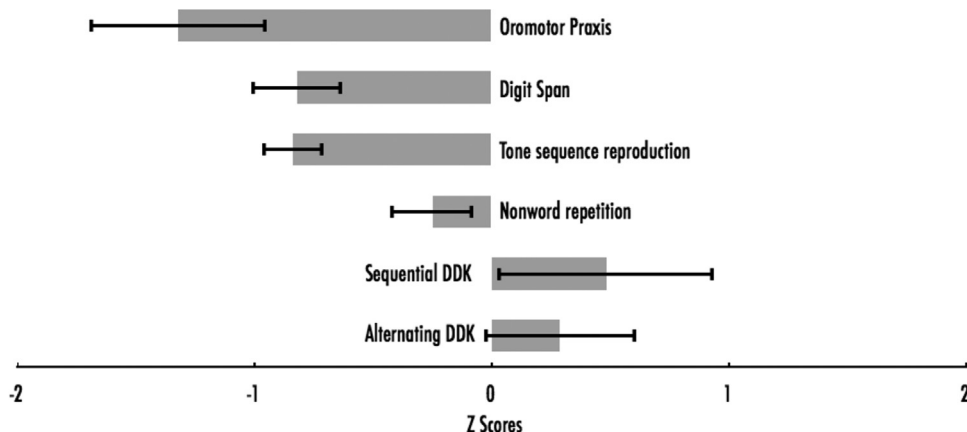 Oromotor Praxis
Digit Span
Tone sequence reproduction
Nonword repetition
Sequential DDK
Alternating DDK
-2 -1 0 1 2
Z Scores